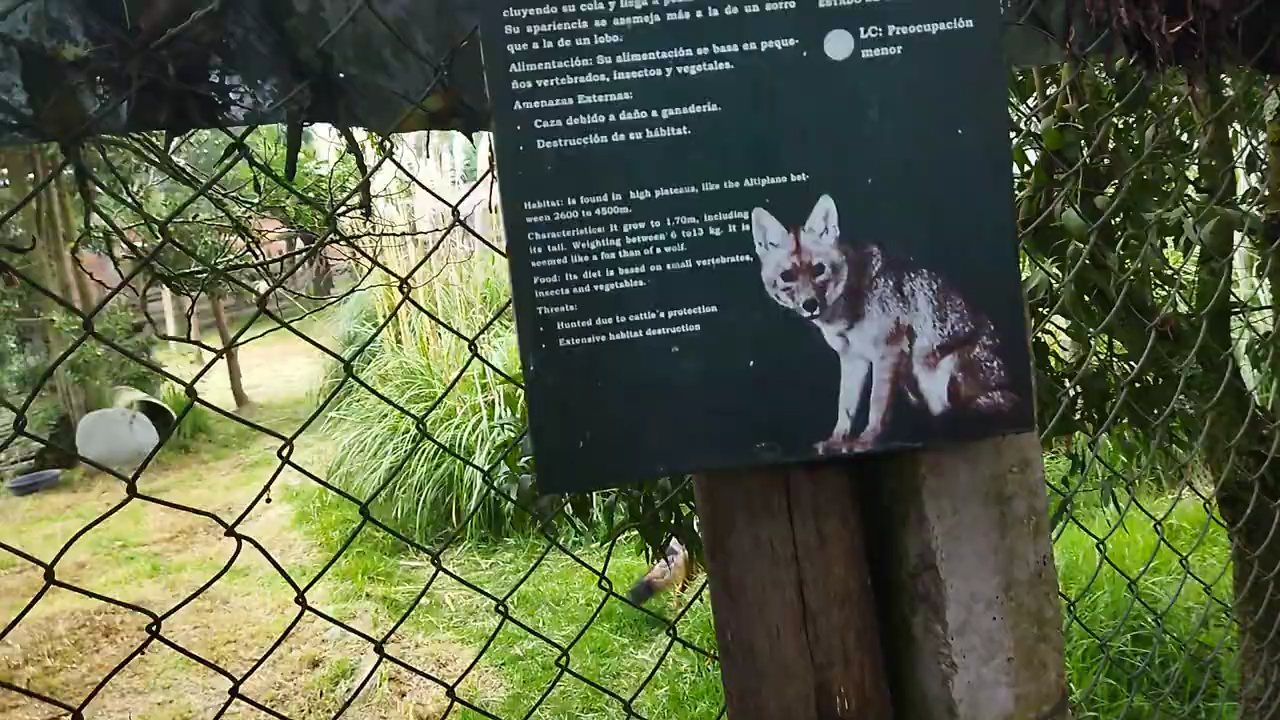 cluyendo su cola y llega a
Su apariencia se asemeja más a la de un zorro
que a la de un lobo.
Alimentación: Su alimentación se basa en peque-
ños vertebrados, insectos y vegetales.
Amenazas Externas:
• Caza debido a daño a ganadería.
• Destrucción de su hábitat.
LC: Preocupación
menor
Habitat: is found in high plateaus, like the Altiplano bet-
ween 2600 to 4500m.
Characteristics: It grow to 1,70m, including
its tail. Weighting between 6 to13 kg. It is
seemed like a fox than of a wolf.
Food: Its diet is based on small vertebrates,
insects and vegetables.
Threats:
• Hunted due to cattle's protection
• Extensive habitat destruction